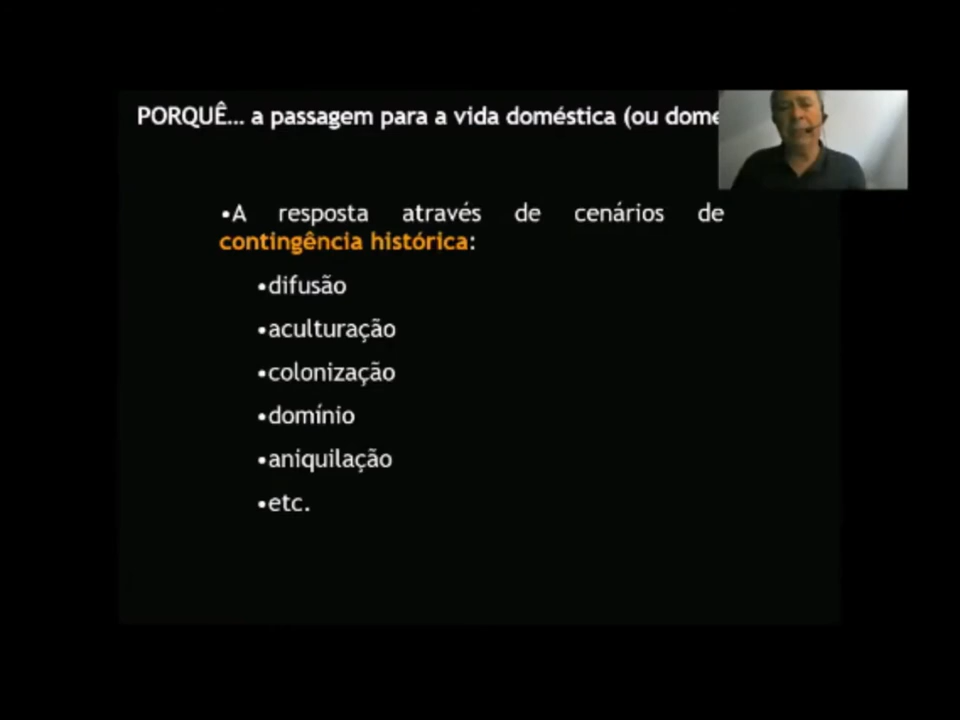 PORQUÊ... a passagem para a vida doméstica (ou
•A resposta através de cenários de
contingência histórica:
•difusão
•aculturação
•colonização
•domínio
•aniquilação
•etc.